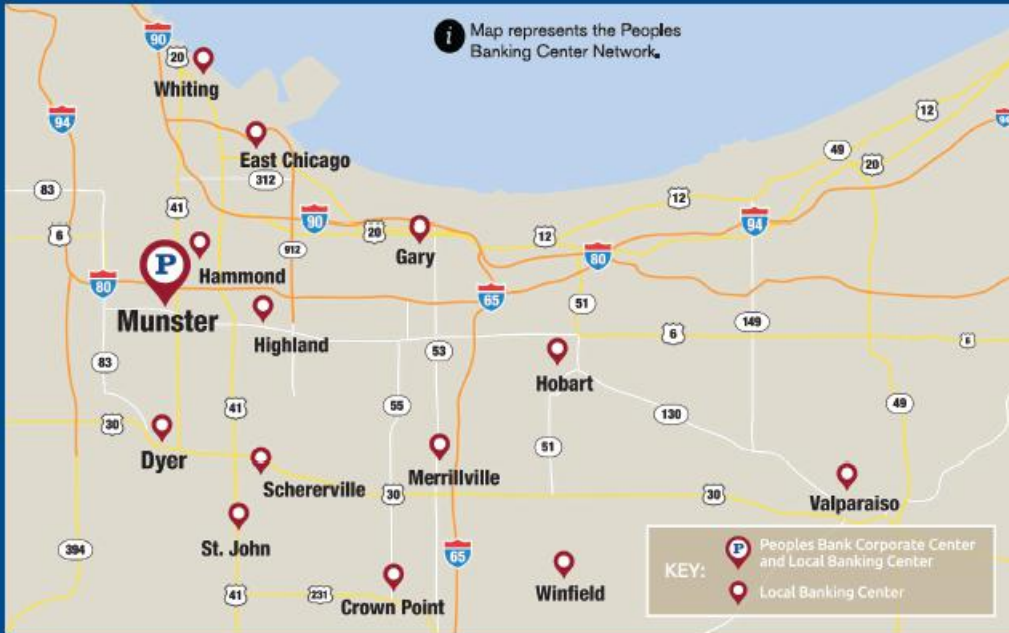 i Map represents the Peoples
Banking Center Network.
90
20
Whiting
94
12
94
East Chicago
49
20
312
83
12
41
90
94
6
20
12
912
Gary
80
P
Hammond
80
65
51
Munster
149
6
6
Highland
53
83
Hobart
55
49
41
130
30
Dyer
51
Merrillville
Schererville
30
30
Valparaiso
St. John
394
65
KEY:
P Peoples Bank Corporate Center
and Local Banking Center
Local Banking Center
Winfield
Crown Point
41
231